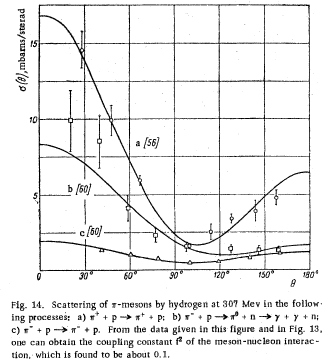 σ(θ), mbarns/sterad
15
10
5
a [56]
b [60]
c [60]
0
30°
60°
90°
120°
150°
180°
θ
Fig. 14. Scattering of π-mesons by hydrogen at 307 Mev in the follow-
ing processes: a) π⁺ + p → π⁺ + p; b) π⁻ + p → π⁰ + n → γ + γ + n;
c) π⁻ + p → π⁻ + p. From the data given in this figure and in Fig. 13,
one can obtain the coupling constant f² of the meson-nucleon interac-
tion, which is found to be about 0.1.